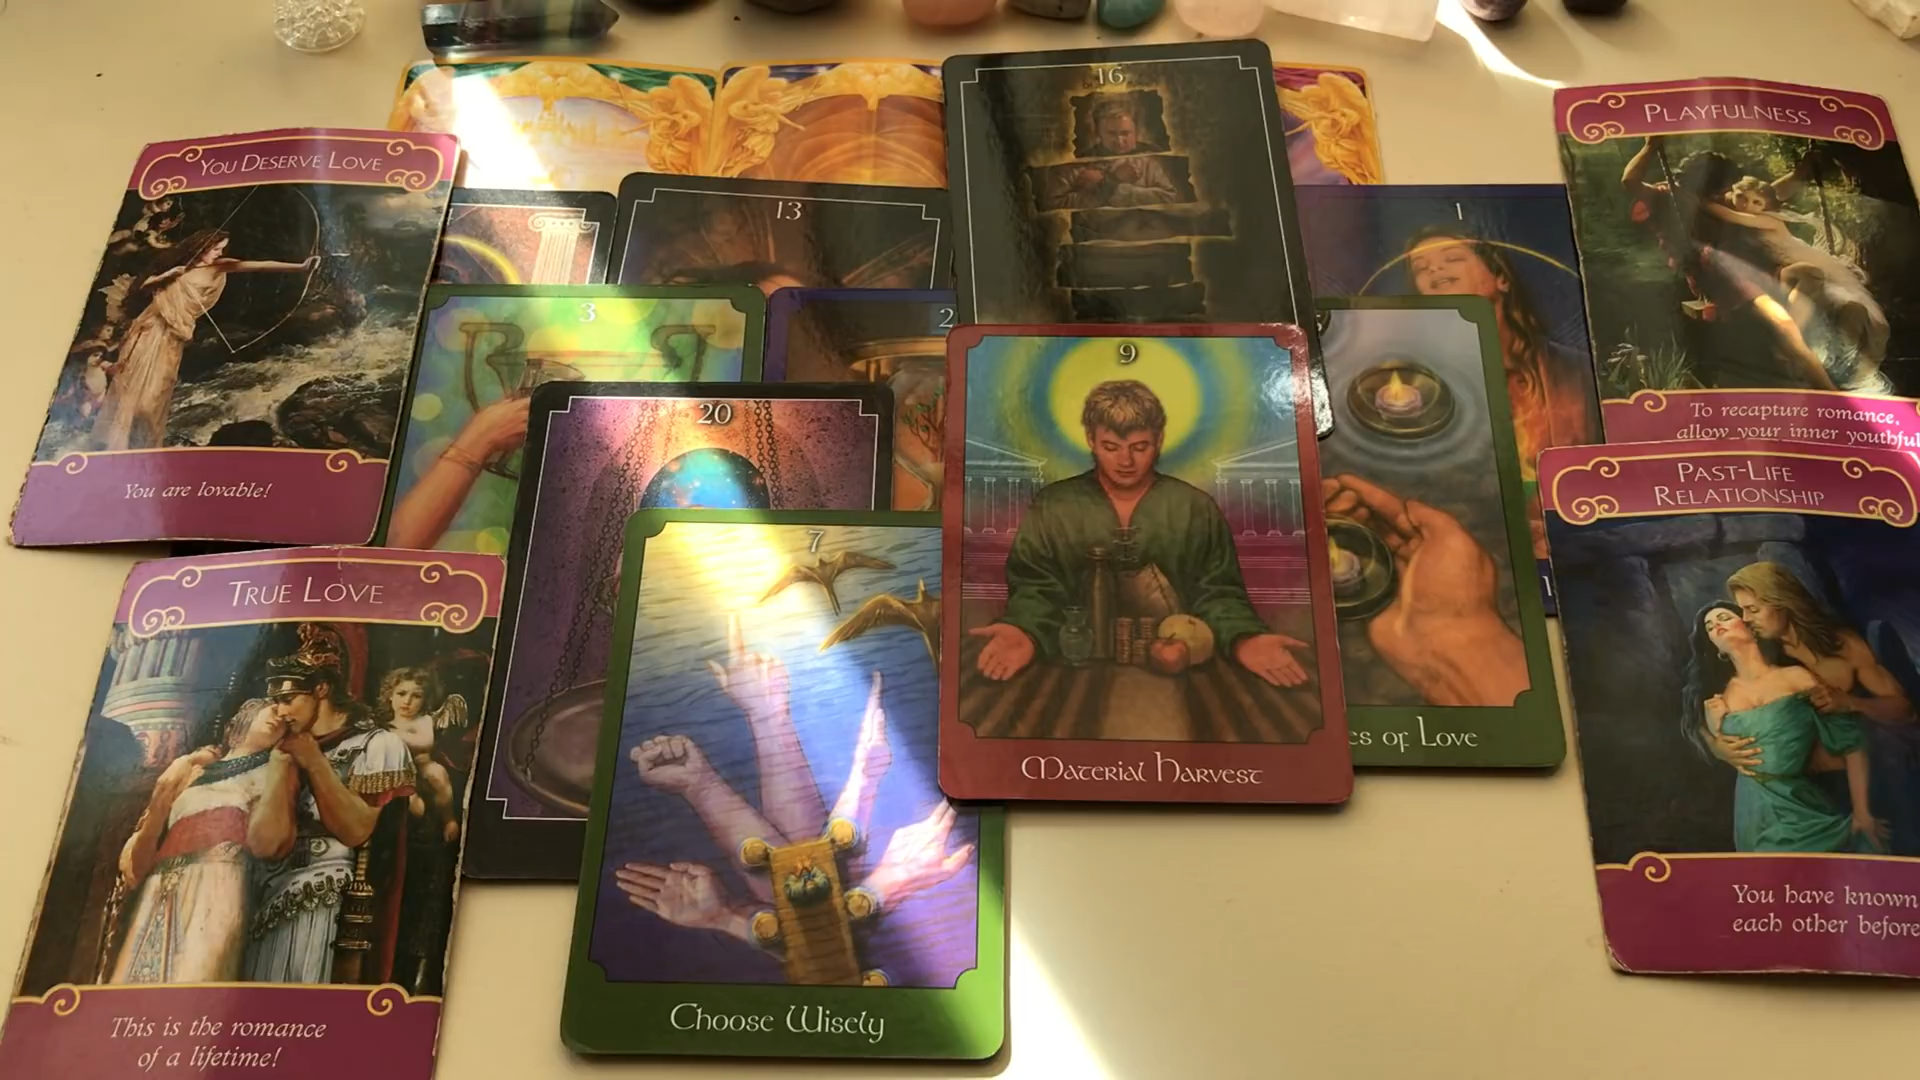 16
PLAYFULNESS
YOU DESERVE LOVE
13
1
3
2
To recapture romance,
allow your inner youthful
9
20
PAST-LIFE
RELATIONSHIP
You are lovable!
7
TRUE LOVE
1
es of Love
Material Harvest
You have known
each other before
Choose Wisely
This is the romance
of a lifetime!